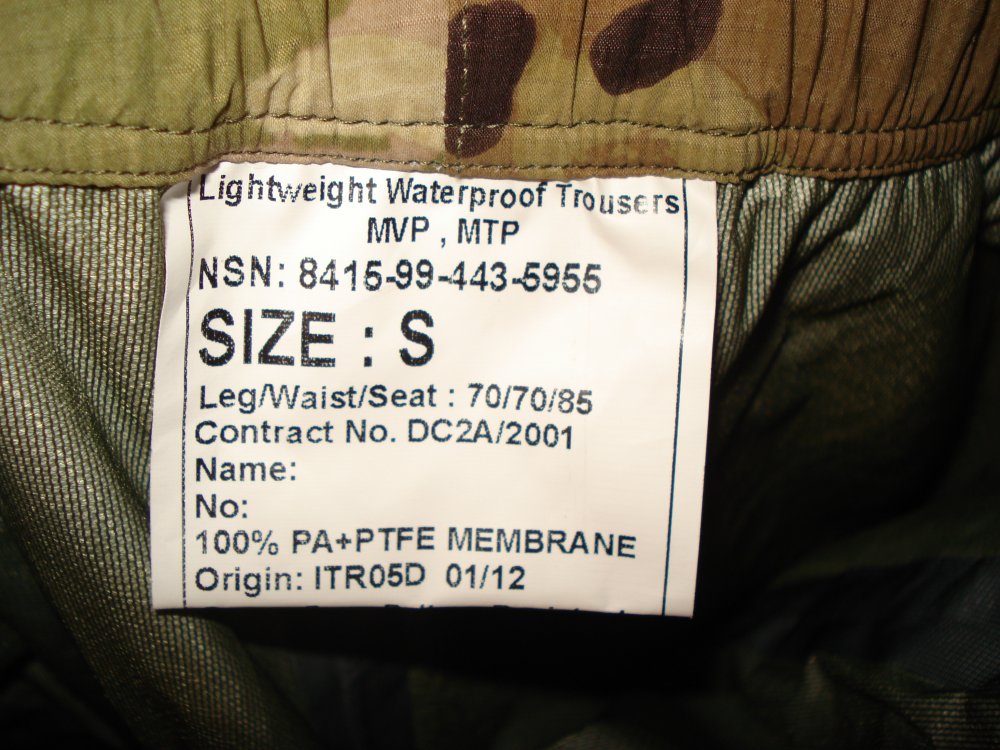 Lightweight Waterproof Trousers
MVP , MTP
NSN: 8415-99-443-5955
SIZE : S
Leg/Waist/Seat : 70/70/85
Contract No. DC2A/2001
Name:
No:
100% PA+PTFE MEMBRANE
Origin: ITR05D 01/12